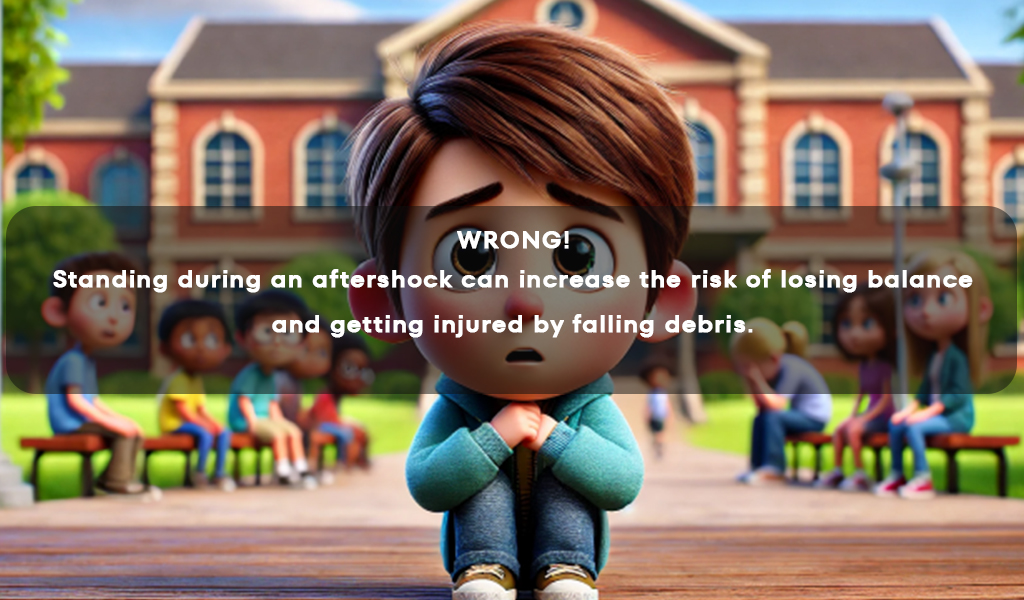 WRONG!
Standing during an aftershock can increase the risk of losing balance
and getting injured by falling debris.